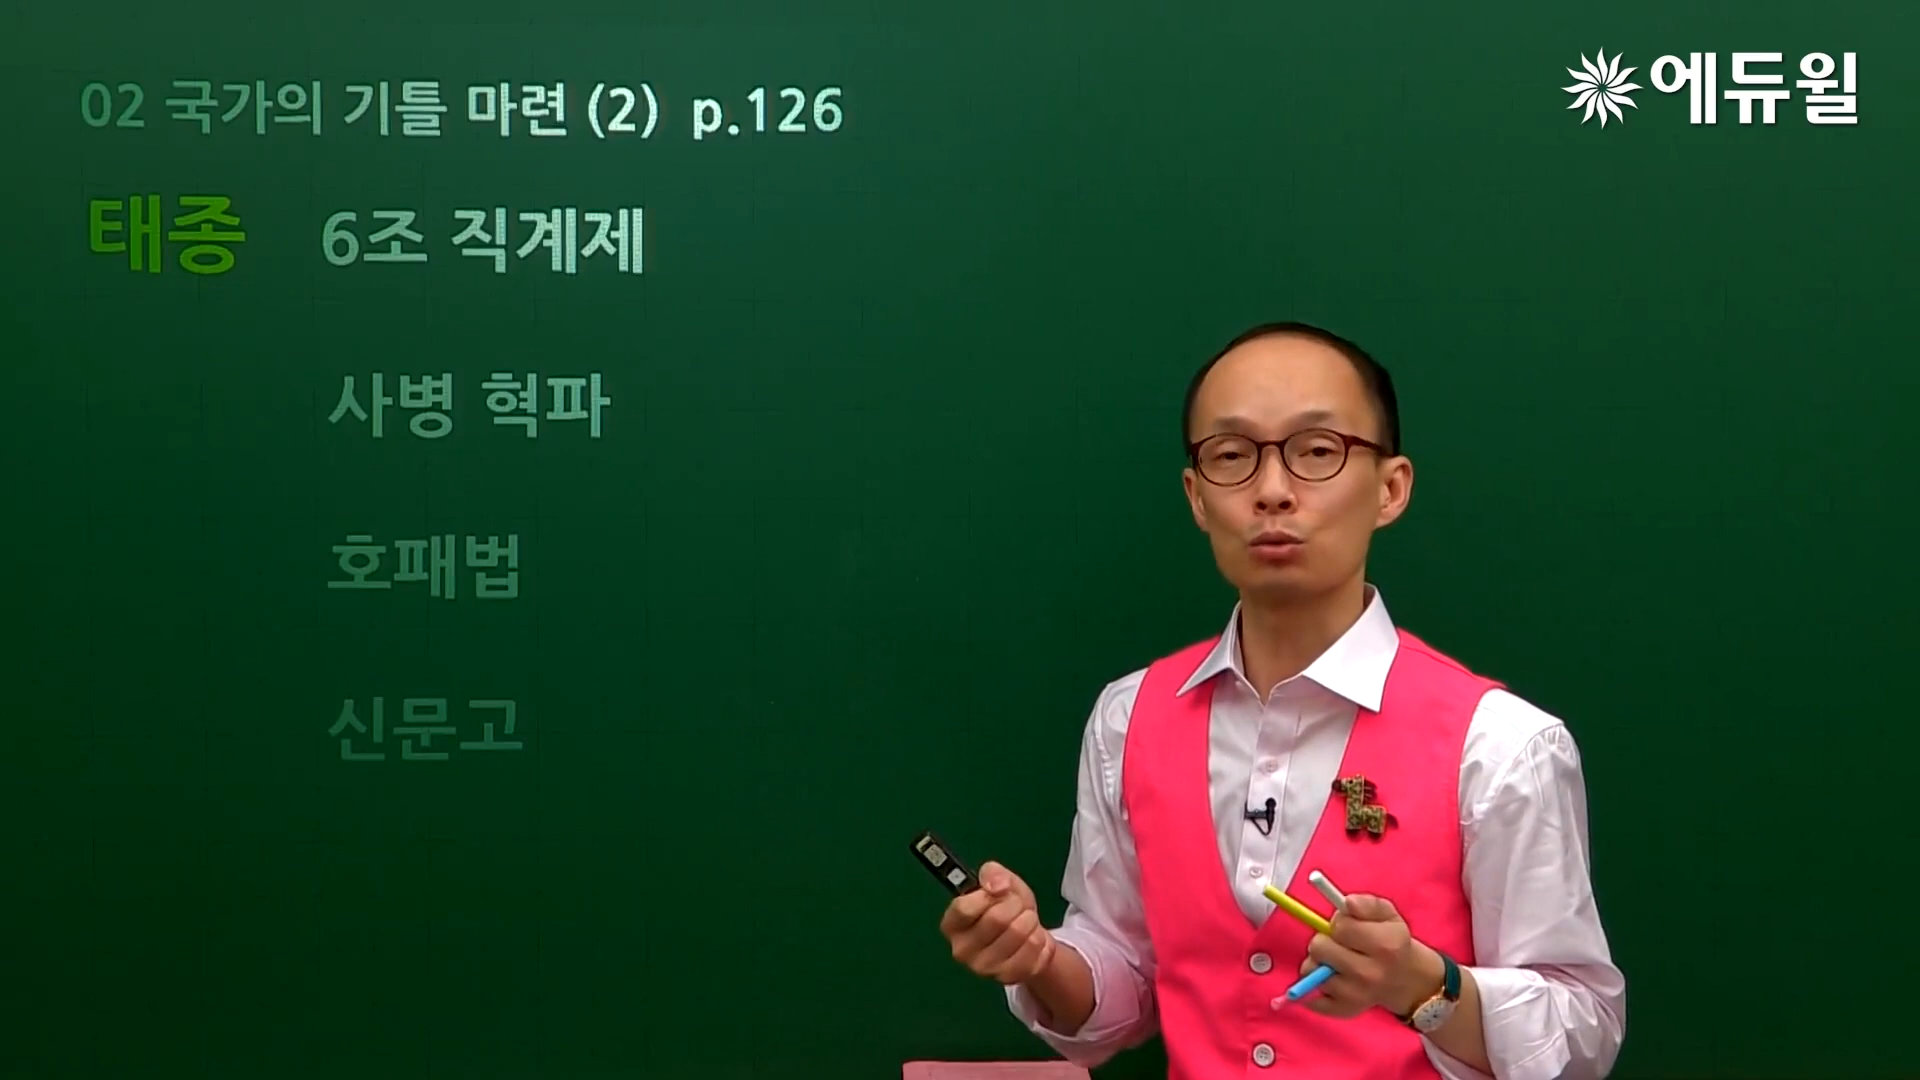 02 국가의 기틀 마련 (2) p.126
에듀윌
태종 6조 직계제
사병 혁파
호패법
신문고